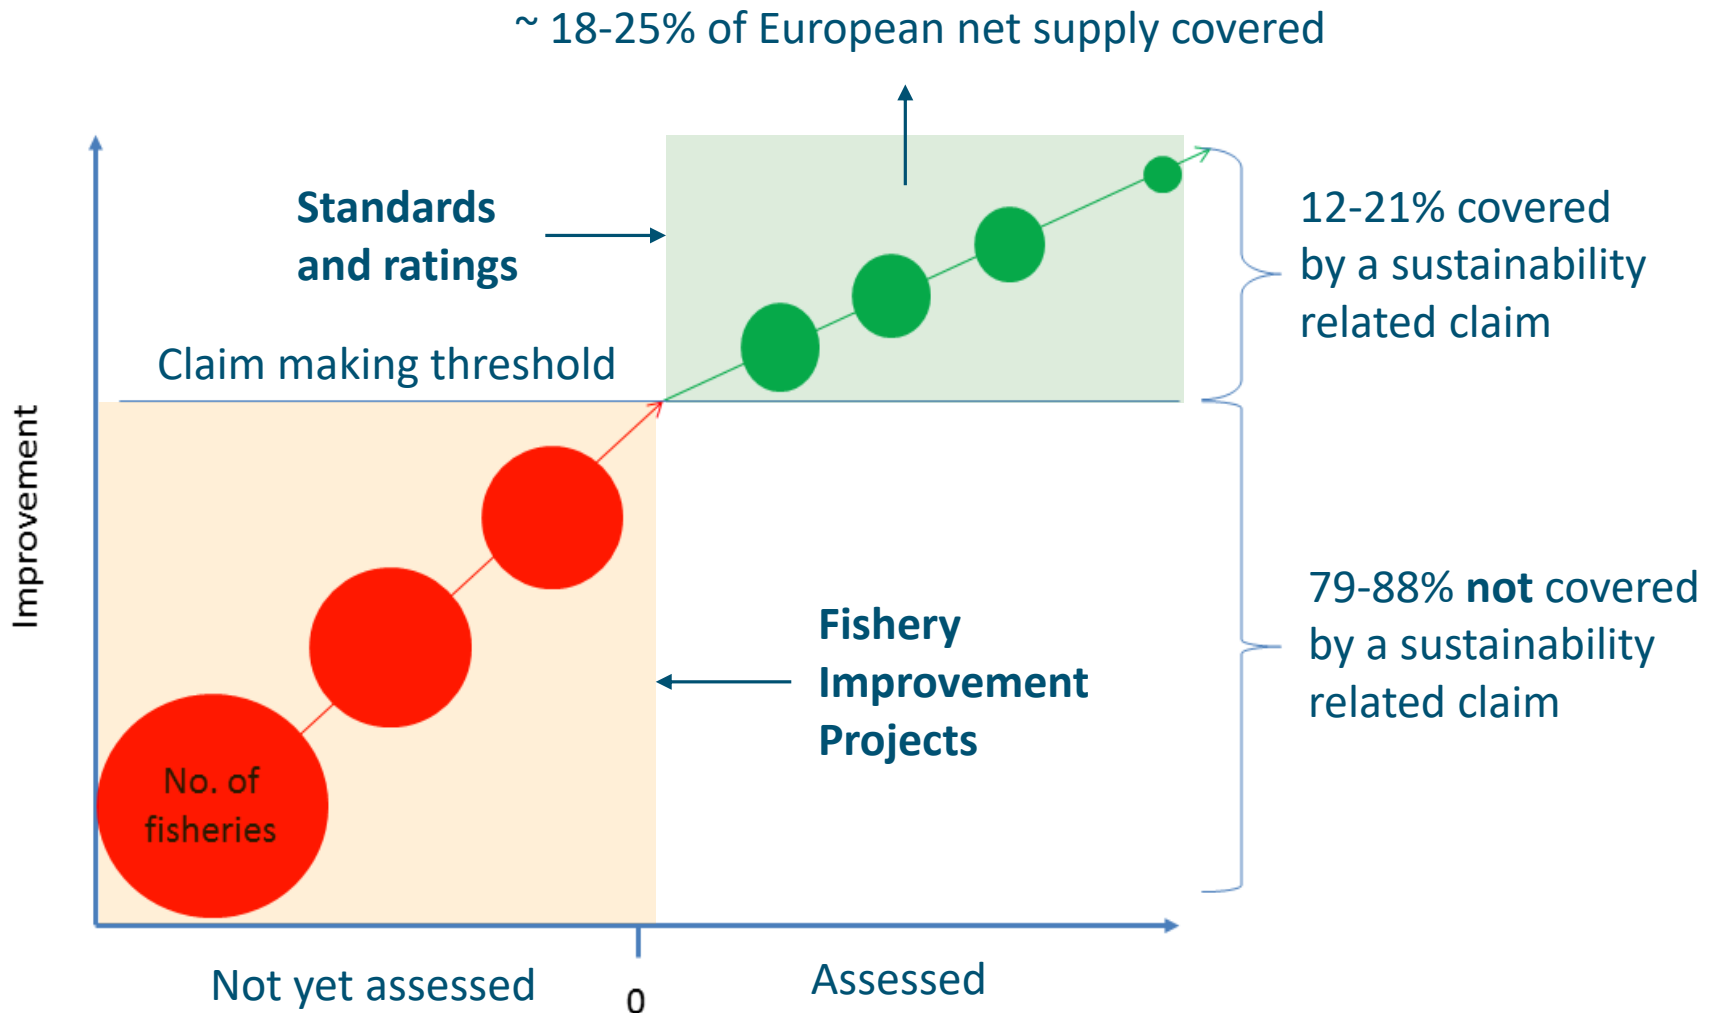 ~ 18-25% of European net supply covered
Standards
and ratings
12-21% covered
by a sustainability
related claim
Claim making threshold
Improvement
79-88% not covered
by a sustainability
related claim
Fishery
Improvement
Projects
No. of
fisheries
Not yet assessed
0
Assessed